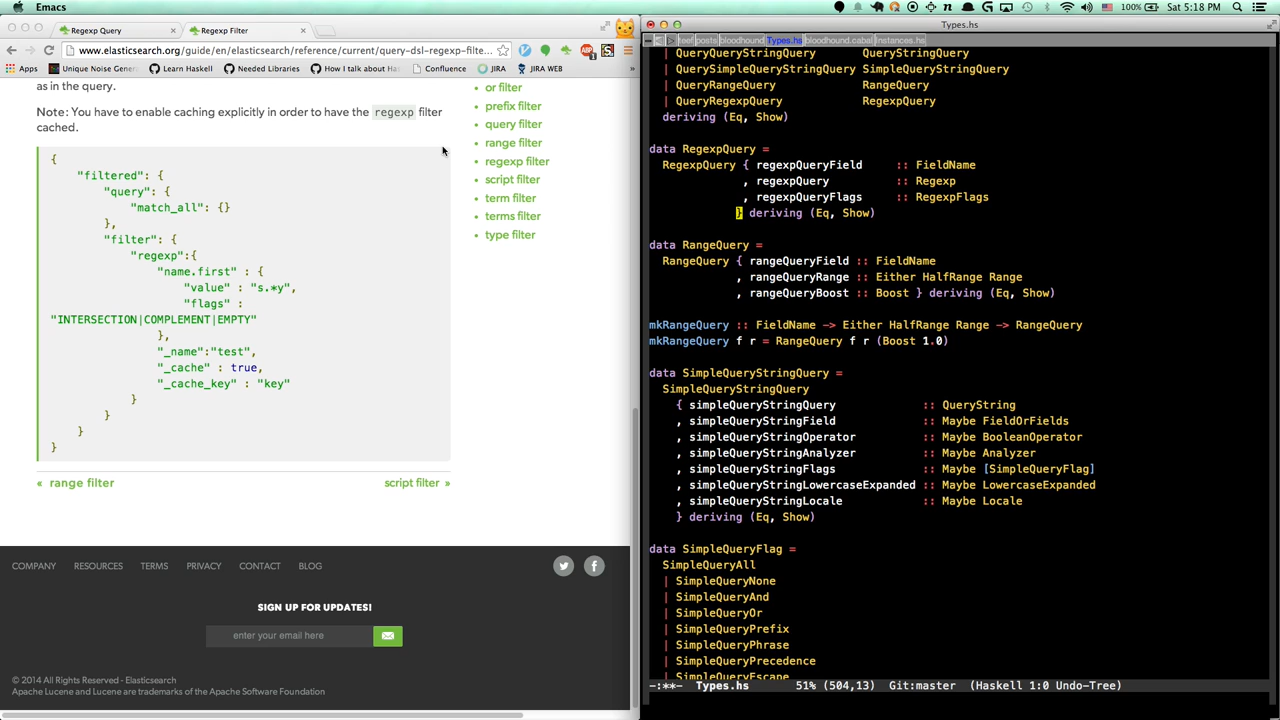 Emacs
100%
Sat 5:18 PM
Regexp Query
Regexp Filter
www.elasticsearch.org/guide/en/elasticsearch/reference/current/query-dsl-regexp-filte...
Apps
Unique Noise Gener
Learn Haskell
Needed Libraries
How I talk about Has
Confluence
JIRA
JIRA WEB
as in the query.
Note: You have to enable caching explicitly in order to have the regexp filter
cached.
{
"filtered": {
"query": {
"match_all": {}
},
"filter": {
"regexp":{
"name.first" : {
"value" : "s.*y",
"flags" :
"INTERSECTION|COMPLEMENT|EMPTY"
},
"_name":"test",
"_cache" : true,
"_cache_key" : "key"
}
}
}
}
« range filter
script filter »
or filter
prefix filter
query filter
range filter
regexp filter
script filter
term filter
terms filter
type filter
COMPANY
RESOURCES
TERMS
PRIVACY
CONTACT
BLOG
SIGN UP FOR UPDATES!
enter your email here
© 2014 All Rights Reserved - Elasticsearch
Apache Lucene and Lucene are trademarks of the Apache Software Foundation
Types.hs
posts bloodhound Types.hs bloodhound.cabal Instances.hs
| QueryQueryStringQuery QueryStringQuery
| QuerySimpleQueryStringQuery SimpleQueryStringQuery
| QueryRangeQuery RangeQuery
| QueryRegexpQuery RegexpQuery
deriving (Eq, Show)
data RegexpQuery =
RegexpQuery { regexpQueryField :: FieldName
, regexpQuery :: Regexp
, regexpQueryFlags :: RegexpFlags
} deriving (Eq, Show)
data RangeQuery =
RangeQuery { rangeQueryField :: FieldName
, rangeQueryRange :: Either HalfRange Range
, rangeQueryBoost :: Boost } deriving (Eq, Show)
mkRangeQuery :: FieldName -> Either HalfRange Range -> RangeQuery
mkRangeQuery f r = RangeQuery f r (Boost 1.0)
data SimpleQueryStringQuery =
SimpleQueryStringQuery
{ simpleQueryStringQuery :: QueryString
, simpleQueryStringField :: Maybe FieldOrFields
, simpleQueryStringOperator :: Maybe BooleanOperator
, simpleQueryStringAnalyzer :: Maybe Analyzer
, simpleQueryStringFlags :: Maybe [SimpleQueryFlag]
, simpleQueryStringLowercaseExpanded :: Maybe LowercaseExpanded
, simpleQueryStringLocale :: Maybe Locale
} deriving (Eq, Show)
data SimpleQueryFlag =
SimpleQueryAll
| SimpleQueryNone
| SimpleQueryAnd
| SimpleQueryOr
| SimpleQueryPrefix
| SimpleQueryPhrase
| SimpleQueryPrecedence
| SimpleQueryEscape
-:**- Types.hs 51% (504,13) Git:master (Haskell 1:0 Undo-Tree)